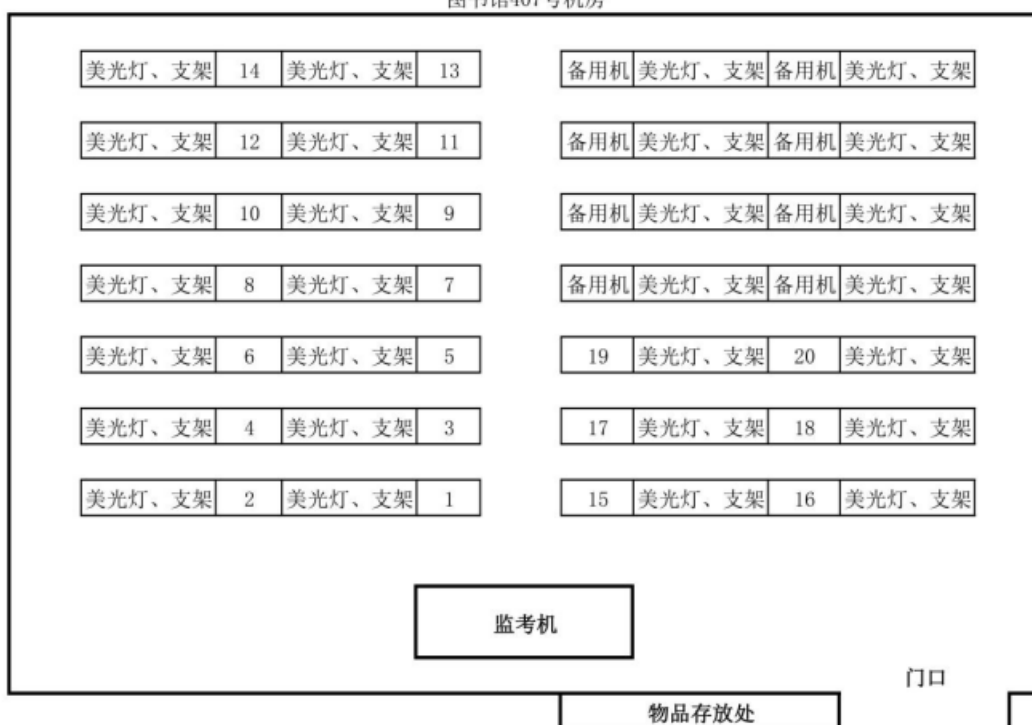 图书馆407号机房
美光灯、支架 14 美光灯、支架 13 备用机 美光灯、支架 备用机 美光灯、支架
美光灯、支架 12 美光灯、支架 11 备用机 美光灯、支架 备用机 美光灯、支架
美光灯、支架 10 美光灯、支架 9 备用机 美光灯、支架 备用机 美光灯、支架
美光灯、支架 8 美光灯、支架 7 备用机 美光灯、支架 备用机 美光灯、支架
美光灯、支架 6 美光灯、支架 5 19 美光灯、支架 20 美光灯、支架
美光灯、支架 4 美光灯、支架 3 17 美光灯、支架 18 美光灯、支架
美光灯、支架 2 美光灯、支架 1 15 美光灯、支架 16 美光灯、支架
监考机
门口
物品存放处